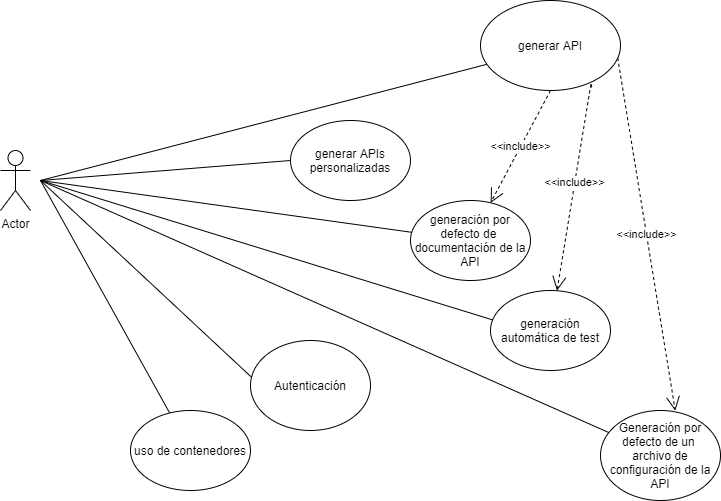 generar API
<<include>>
generar APIs
personalizadas
<<include>>
Actor
generación por
defecto de
documentación de la
API
<<include>>
generación
automática de test
Autenticación
uso de contenedores
Generación por
defecto de un
archivo de
configuración de la
API